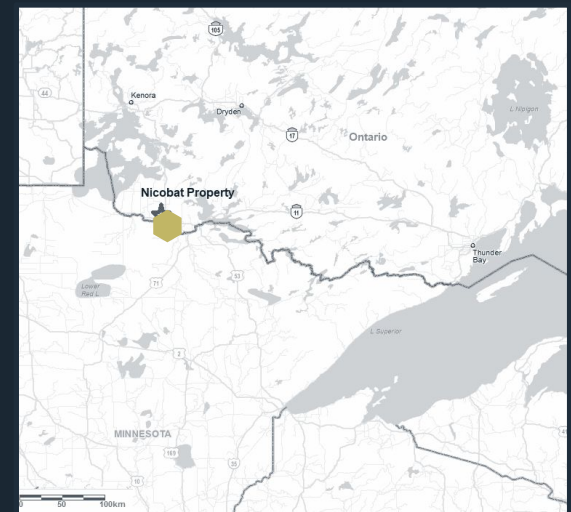 105
Kenora
44
Dryden
L Nipigon
17
Ontario
Nicobat Property
11
Thunder
Bay
53
71
Lower
Red L
L Superior
2
MINNESOTA
169
35
10
0 50 100km